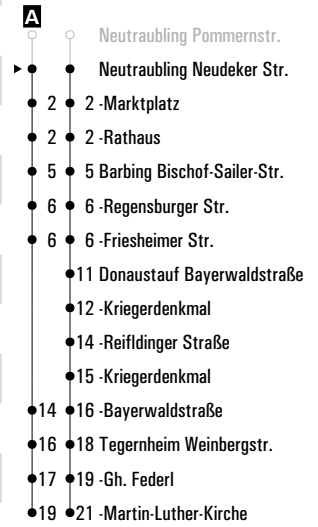 A
Neutraubling Pommernstr.
Neutraubling Neudeker Str.
2 2 -Marktplatz
2 2 -Rathaus
5 5 Barbing Bischof-Sailer-Str.
6 6 -Regensburger Str.
6 6 -Friesheimer Str.
11 Donaustauf Bayerwaldstraße
12 -Kriegerdenkmal
14 -Reifldinger Straße
15 -Kriegerdenkmal
14 16 -Bayerwaldstraße
16 18 Tegernheim Weinbergstr.
17 19 -Gh. Federl
19 21 -Martin-Luther-Kirche